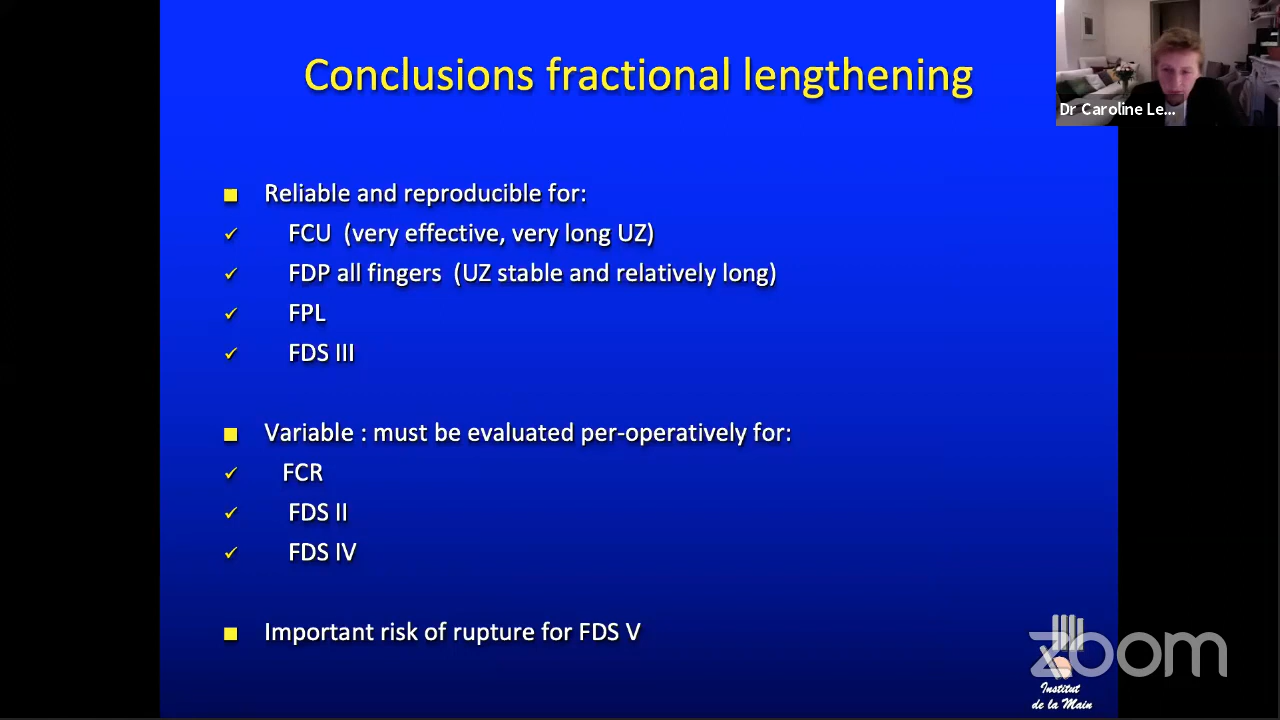 Conclusions fractional lengthening
Dr Caroline Le...
Reliable and reproducible for:
FCU (very effective, very long UZ)
FDP all fingers (UZ stable and relatively long)
FPL
FDS III
Variable : must be evaluated per-operatively for:
FCR
FDS II
FDS IV
Important risk of rupture for FDS V
zoom
Institut
de la Main